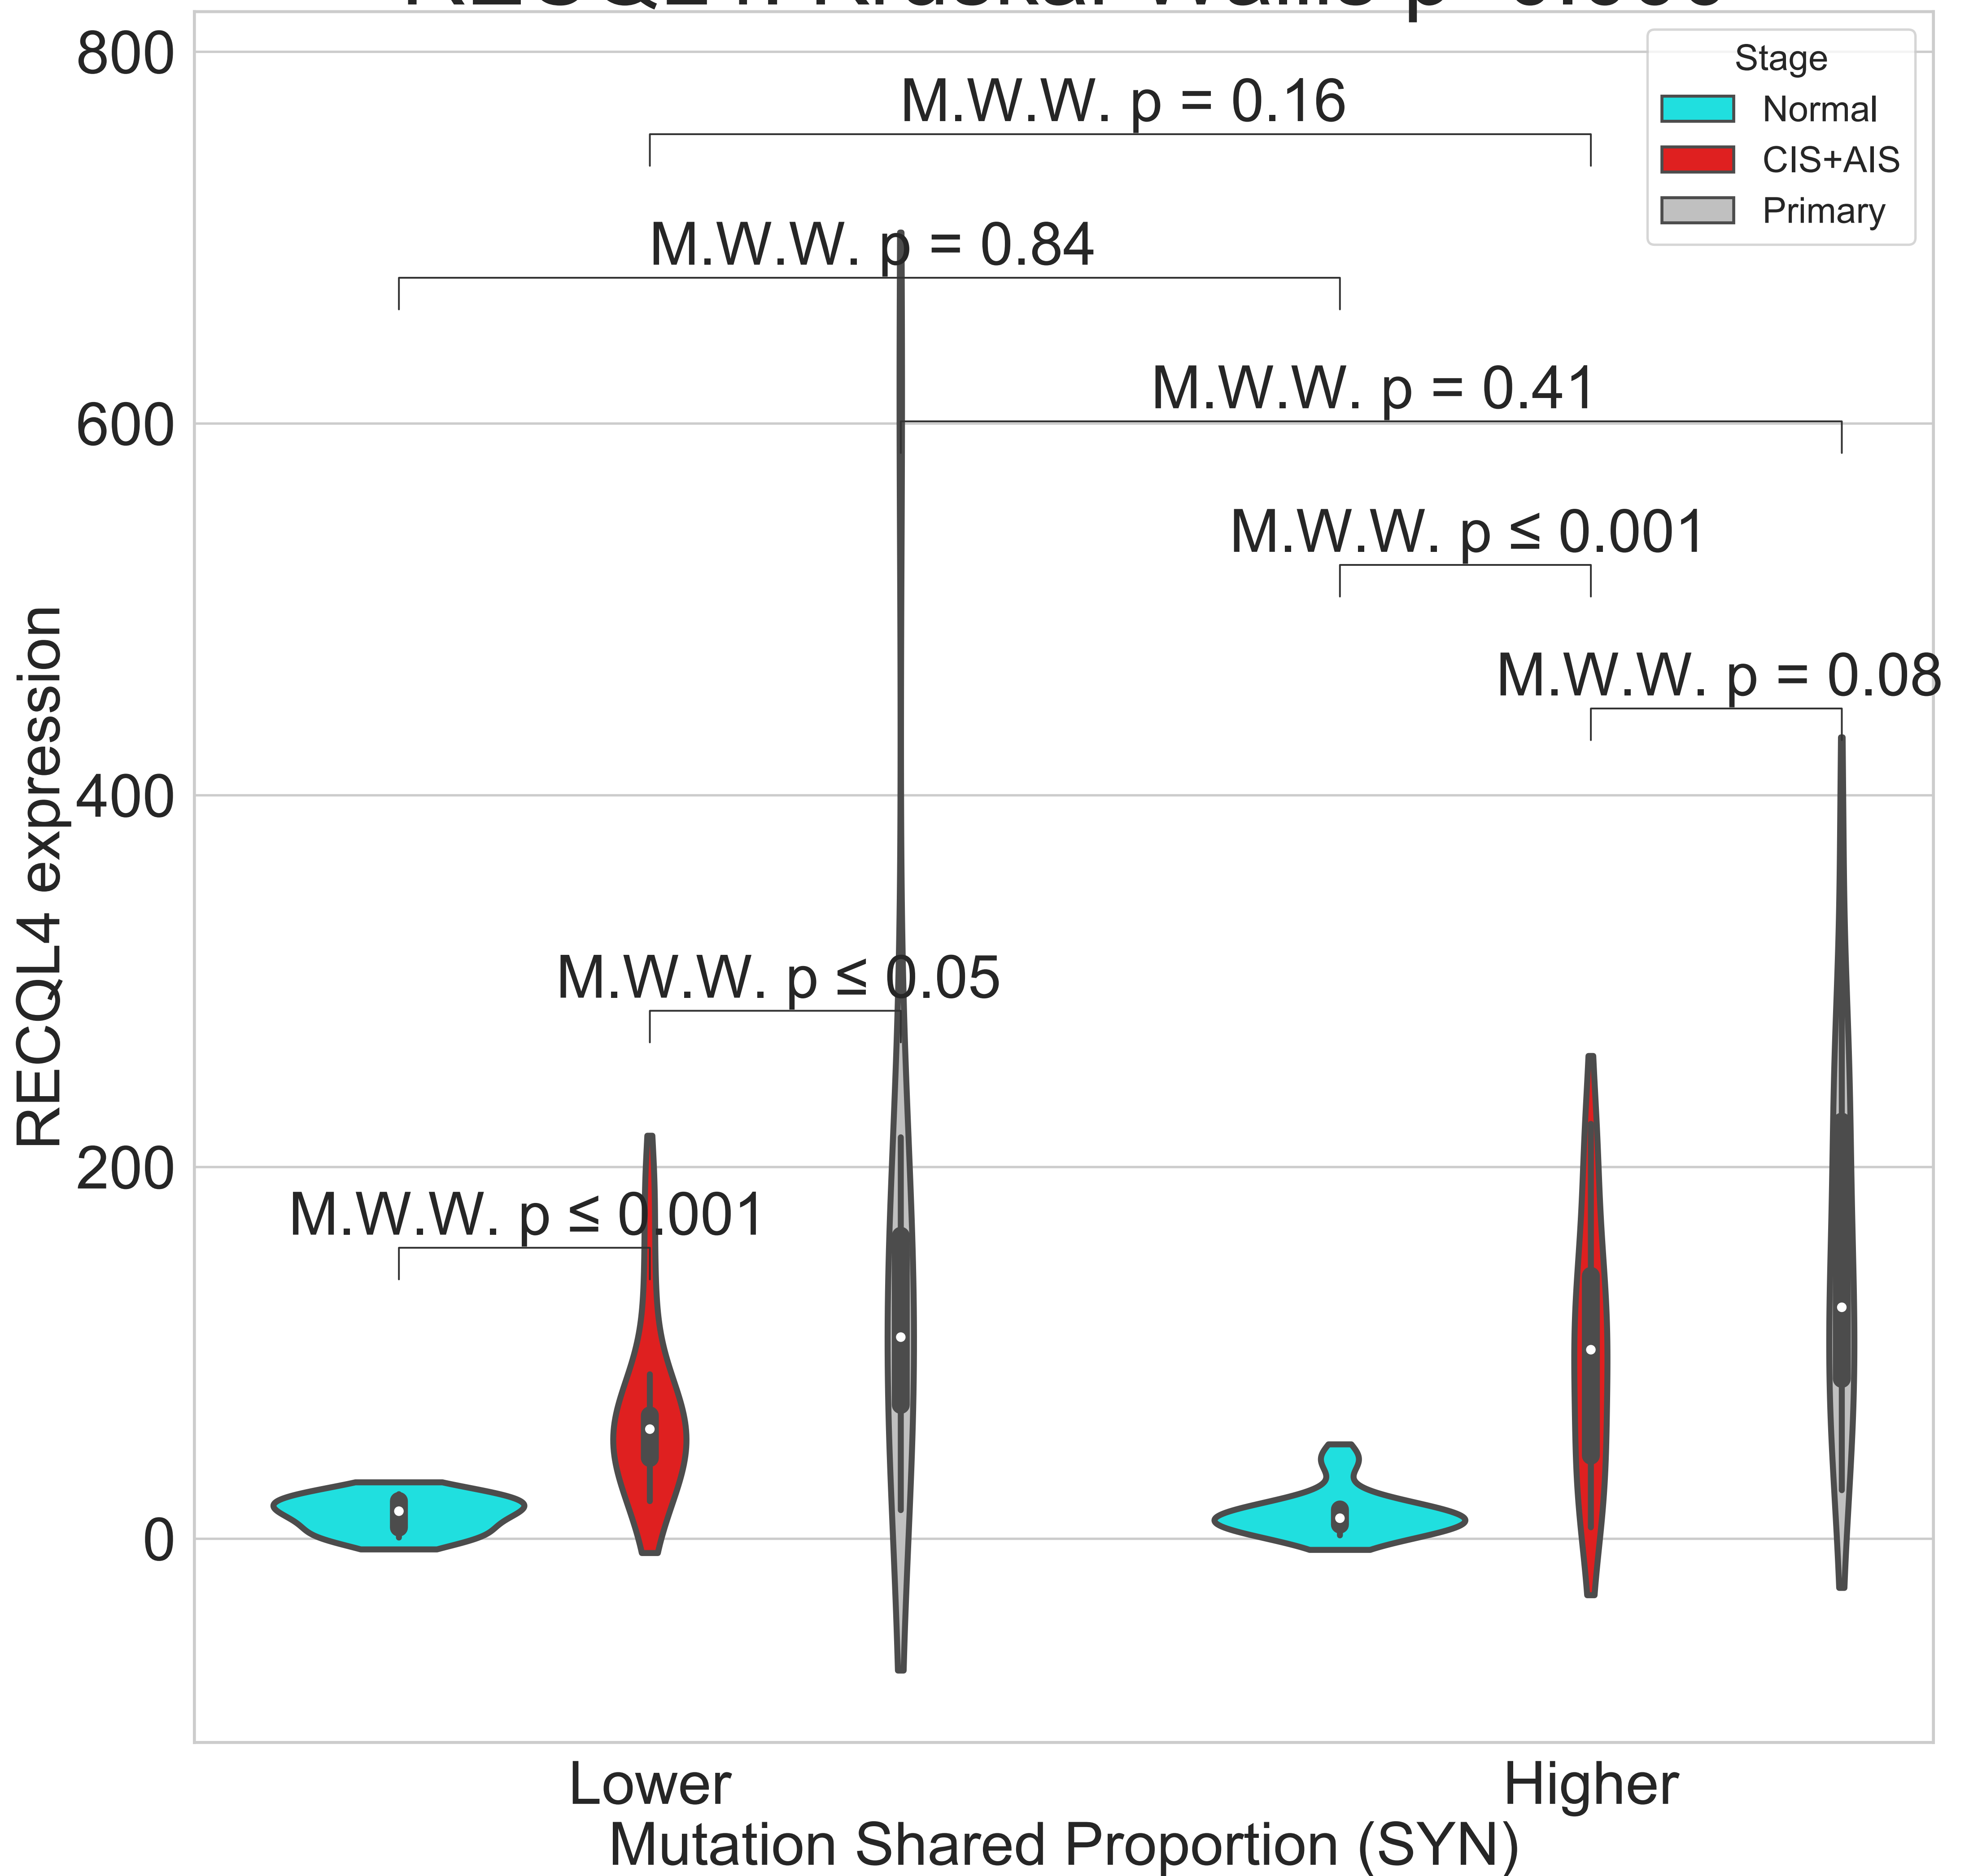 800
Stage
Normal
CIS+AIS
Primary
M.W.W. p = 0.16
M.W.W. p = 0.84
600
M.W.W. p = 0.41
M.W.W. p ≤ 0.001
M.W.W. p = 0.08
400
RECQL4 expression
M.W.W. p ≤ 0.05
200
M.W.W. p ≤ 0.001
0
Lower
Higher
Mutation Shared Proportion (SYN)